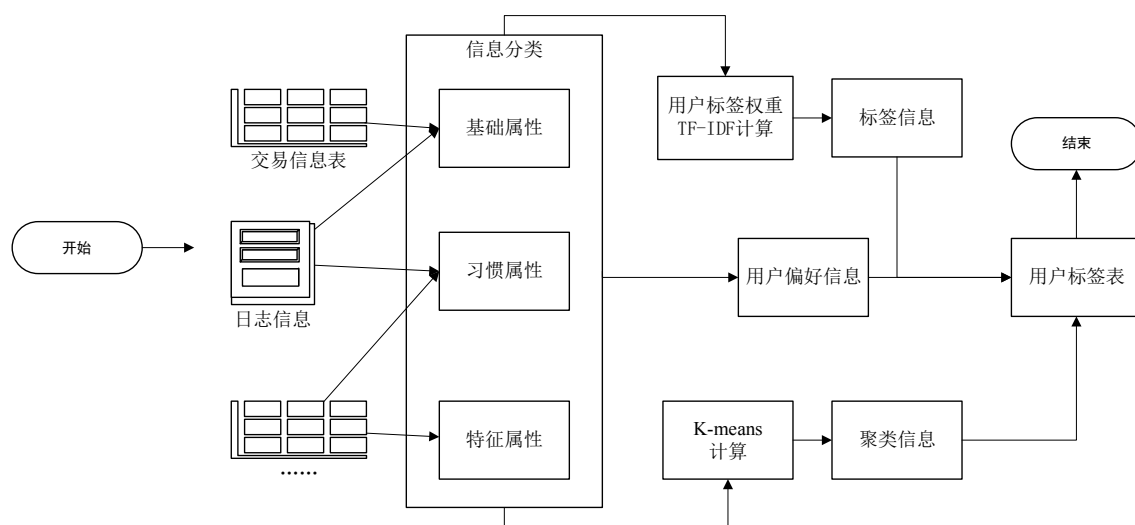 信息分类
交易信息表
基础属性
用户标签权重
TF-IDF计算
标签信息
结束
开始
日志信息
习惯属性
用户偏好信息
用户标签表
……
特征属性
K-means
计算
聚类信息